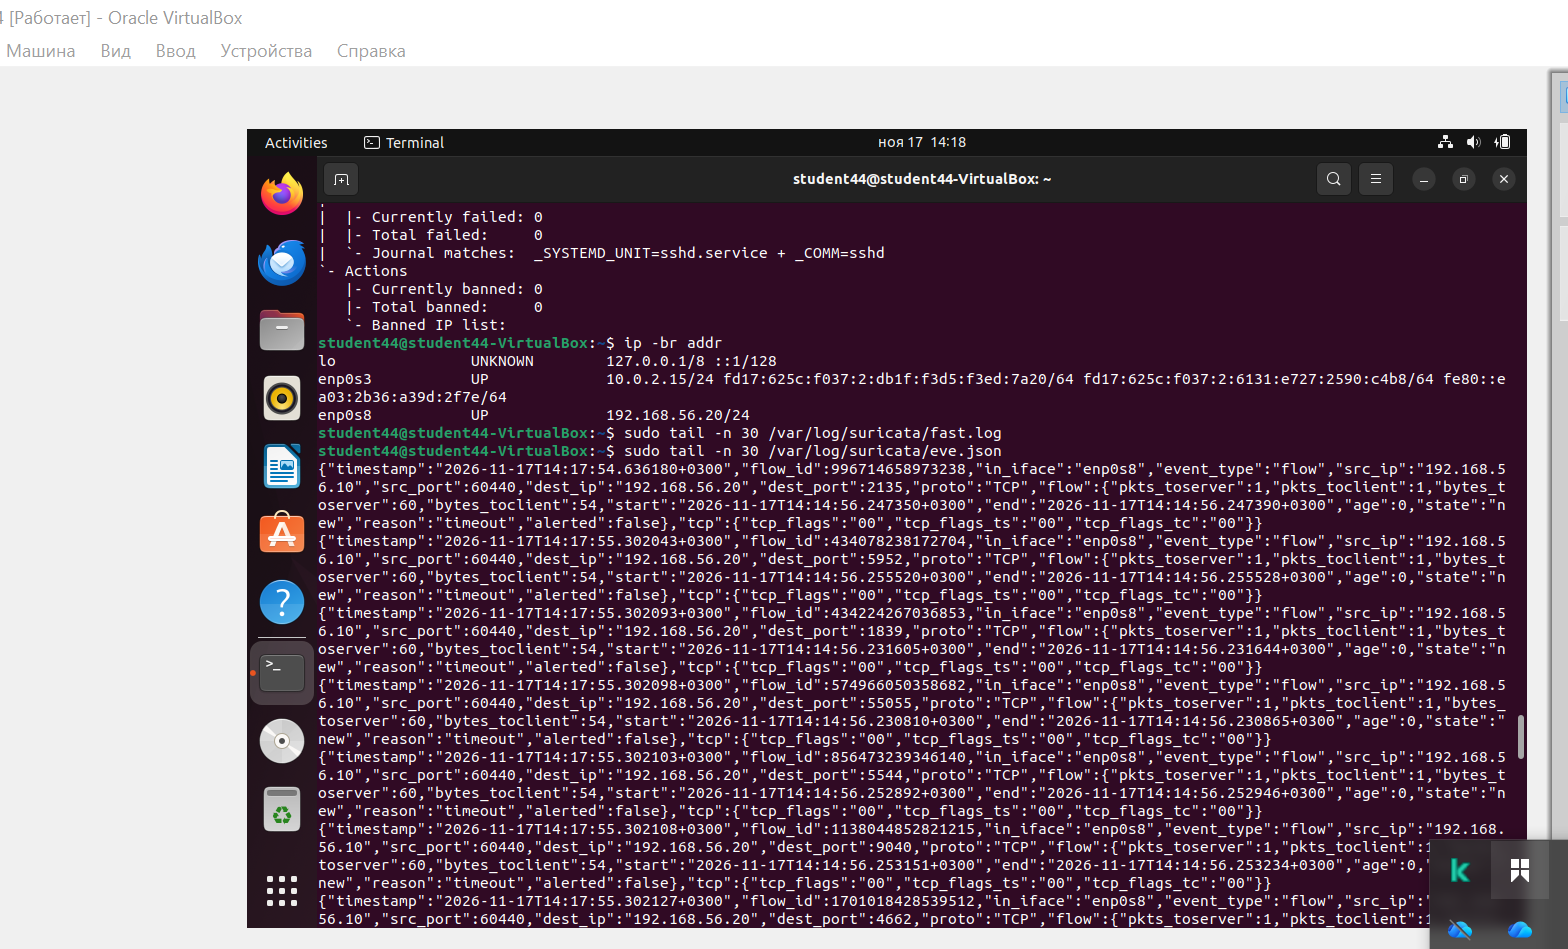 4 [Работает] - Oracle VirtualBox
Машина Вид Ввод Устройства Справка
Activities Terminal ноя 17 14:18
student44@student44-VirtualBox: ~
| |- Currently failed: 0
| |- Total failed: 0
| `- Journal matches: _SYSTEMD_UNIT=sshd.service + _COMM=sshd
`- Actions
|- Currently banned: 0
|- Total banned: 0
`- Banned IP list:
student44@student44-VirtualBox:~$ ip -br addr
lo UNKNOWN 127.0.0.1/8 ::1/128
enp0s3 UP 10.0.2.15/24 fd17:625c:f037:2:db1f:f3d5:f3ed:7a20/64 fd17:625c:f037:2:6131:e727:2590:c4b8/64 fe80::e
a03:2b36:a39d:2f7e/64
enp0s8 UP 192.168.56.20/24
student44@student44-VirtualBox:~$ sudo tail -n 30 /var/log/suricata/fast.log
student44@student44-VirtualBox:~$ sudo tail -n 30 /var/log/suricata/eve.json
{"timestamp":"2026-11-17T14:17:54.636180+0300","flow_id":996714658973238,"in_iface":"enp0s8","event_type":"flow","src_ip":"192.168.5
6.10","src_port":60440,"dest_ip":"192.168.56.20","dest_port":2135,"proto":"TCP","flow":{"pkts_toserver":1,"pkts_toclient":1,"bytes_t
oserver":60,"bytes_toclient":54,"start":"2026-11-17T14:14:56.247350+0300","end":"2026-11-17T14:14:56.247390+0300","age":0,"state":"n
ew","reason":"timeout","alerted":false},"tcp":{"tcp_flags":"00","tcp_flags_ts":"00","tcp_flags_tc":"00"}}
{"timestamp":"2026-11-17T14:17:55.302043+0300","flow_id":434078238172704,"in_iface":"enp0s8","event_type":"flow","src_ip":"192.168.5
6.10","src_port":60440,"dest_ip":"192.168.56.20","dest_port":5952,"proto":"TCP","flow":{"pkts_toserver":1,"pkts_toclient":1,"bytes_t
oserver":60,"bytes_toclient":54,"start":"2026-11-17T14:14:56.255520+0300","end":"2026-11-17T14:14:56.255528+0300","age":0,"state":"n
ew","reason":"timeout","alerted":false},"tcp":{"tcp_flags":"00","tcp_flags_ts":"00","tcp_flags_tc":"00"}}
{"timestamp":"2026-11-17T14:17:55.302093+0300","flow_id":434224267036853,"in_iface":"enp0s8","event_type":"flow","src_ip":"192.168.5
6.10","src_port":60440,"dest_ip":"192.168.56.20","dest_port":1839,"proto":"TCP","flow":{"pkts_toserver":1,"pkts_toclient":1,"bytes_t
oserver":60,"bytes_toclient":54,"start":"2026-11-17T14:14:56.231605+0300","end":"2026-11-17T14:14:56.231644+0300","age":0,"state":"n
ew","reason":"timeout","alerted":false},"tcp":{"tcp_flags":"00","tcp_flags_ts":"00","tcp_flags_tc":"00"}}
{"timestamp":"2026-11-17T14:17:55.302098+0300","flow_id":574966050358682,"in_iface":"enp0s8","event_type":"flow","src_ip":"192.168.5
6.10","src_port":60440,"dest_ip":"192.168.56.20","dest_port":55055,"proto":"TCP","flow":{"pkts_toserver":1,"pkts_toclient":1,"bytes_
toserver":60,"bytes_toclient":54,"start":"2026-11-17T14:14:56.230810+0300","end":"2026-11-17T14:14:56.230865+0300","age":0,"state":"
new","reason":"timeout","alerted":false},"tcp":{"tcp_flags":"00","tcp_flags_ts":"00","tcp_flags_tc":"00"}}
{"timestamp":"2026-11-17T14:17:55.302103+0300","flow_id":856473239346140,"in_iface":"enp0s8","event_type":"flow","src_ip":"192.168.5
6.10","src_port":60440,"dest_ip":"192.168.56.20","dest_port":5544,"proto":"TCP","flow":{"pkts_toserver":1,"pkts_toclient":1,"bytes_t
oserver":60,"bytes_toclient":54,"start":"2026-11-17T14:14:56.252892+0300","end":"2026-11-17T14:14:56.252946+0300","age":0,"state":"n
ew","reason":"timeout","alerted":false},"tcp":{"tcp_flags":"00","tcp_flags_ts":"00","tcp_flags_tc":"00"}}
{"timestamp":"2026-11-17T14:17:55.302108+0300","flow_id":1138044852821215,"in_iface":"enp0s8","event_type":"flow","src_ip":"192.168.
56.10","src_port":60440,"dest_ip":"192.168.56.20","dest_port":9040,"proto":"TCP","flow":{"pkts_toserver":1,"pkts_toclient":1
toserver":60,"bytes_toclient":54,"start":"2026-11-17T14:14:56.253151+0300","end":"2026-11-17T14:14:56.253234+0300","age":0,
new","reason":"timeout","alerted":false},"tcp":{"tcp_flags":"00","tcp_flags_ts":"00","tcp_flags_tc":"00"}}
{"timestamp":"2026-11-17T14:17:55.302127+0300","flow_id":1701018428539512,"in_iface":"enp0s8","event_type":"flow","src_ip":"
56.10","src_port":60440,"dest_ip":"192.168.56.20","dest_port":4662,"proto":"TCP","flow":{"pkts_toserver":1,"pkts_toclient":1